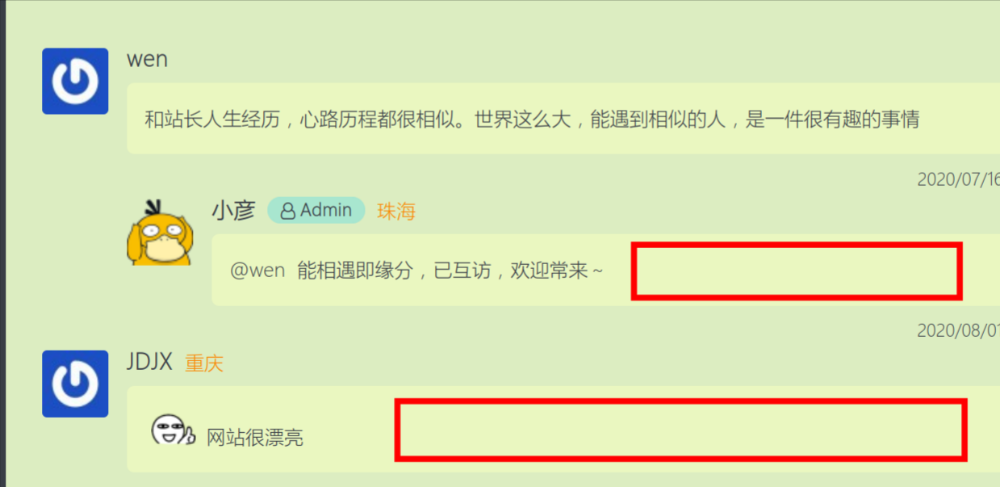 wen
和站长人生经历，心路历程都很相似。世界这么大，能遇到相似的人，是一件很有趣的事情
2020/07/16
小彦 Admin 珠海
@wen 能相遇即缘分，已互访，欢迎常来~
2020/08/01
JDJX 重庆
网站很漂亮